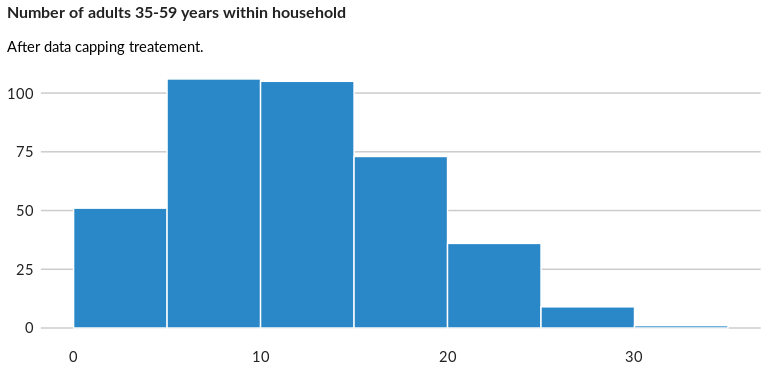 Number of adults 35-59 years within household
After data capping treatement.
100
75
50
25
0
0 10 20 30